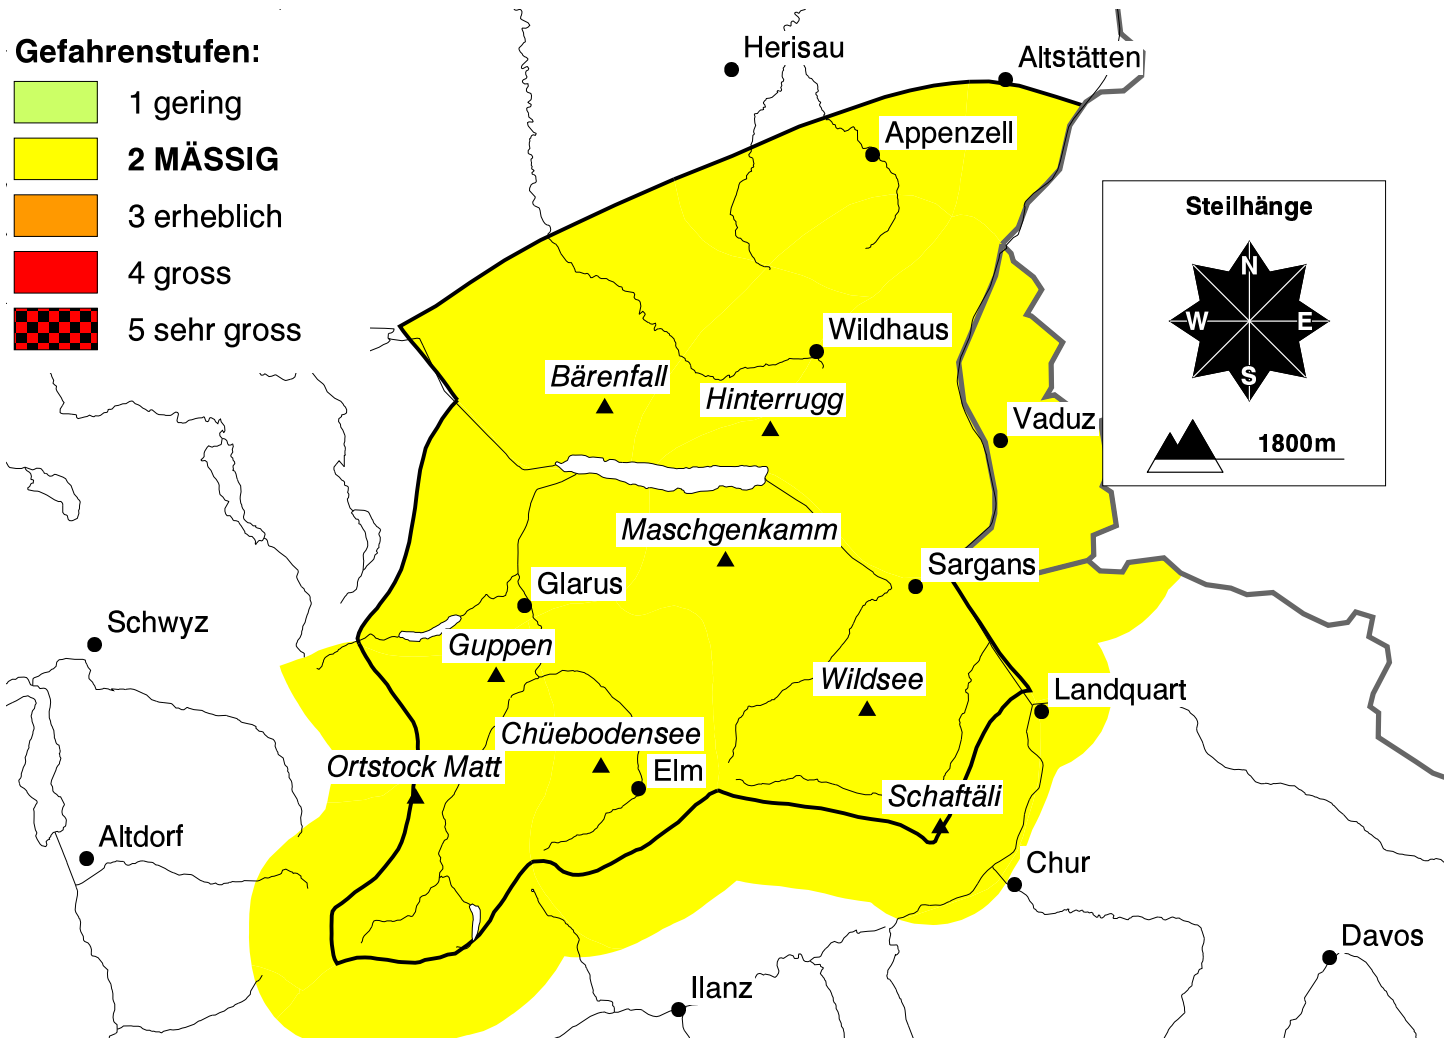 Gefahrenstufen:
1 gering
2 MÄSSIG
3 erheblich
4 gross
5 sehr gross
Herisau
Altstätten
Appenzell
Steilhänge
N
W
E
S
1800m
Wildhaus
Bärenfall
Hinterrugg
Vaduz
Maschgenkamm
Sargans
Glarus
Schwyz
Guppen
Wildsee
Landquart
Chüebodensee
Ortstock Matt
Elm
Schaftäli
Altdorf
Chur
Davos
Ilanz